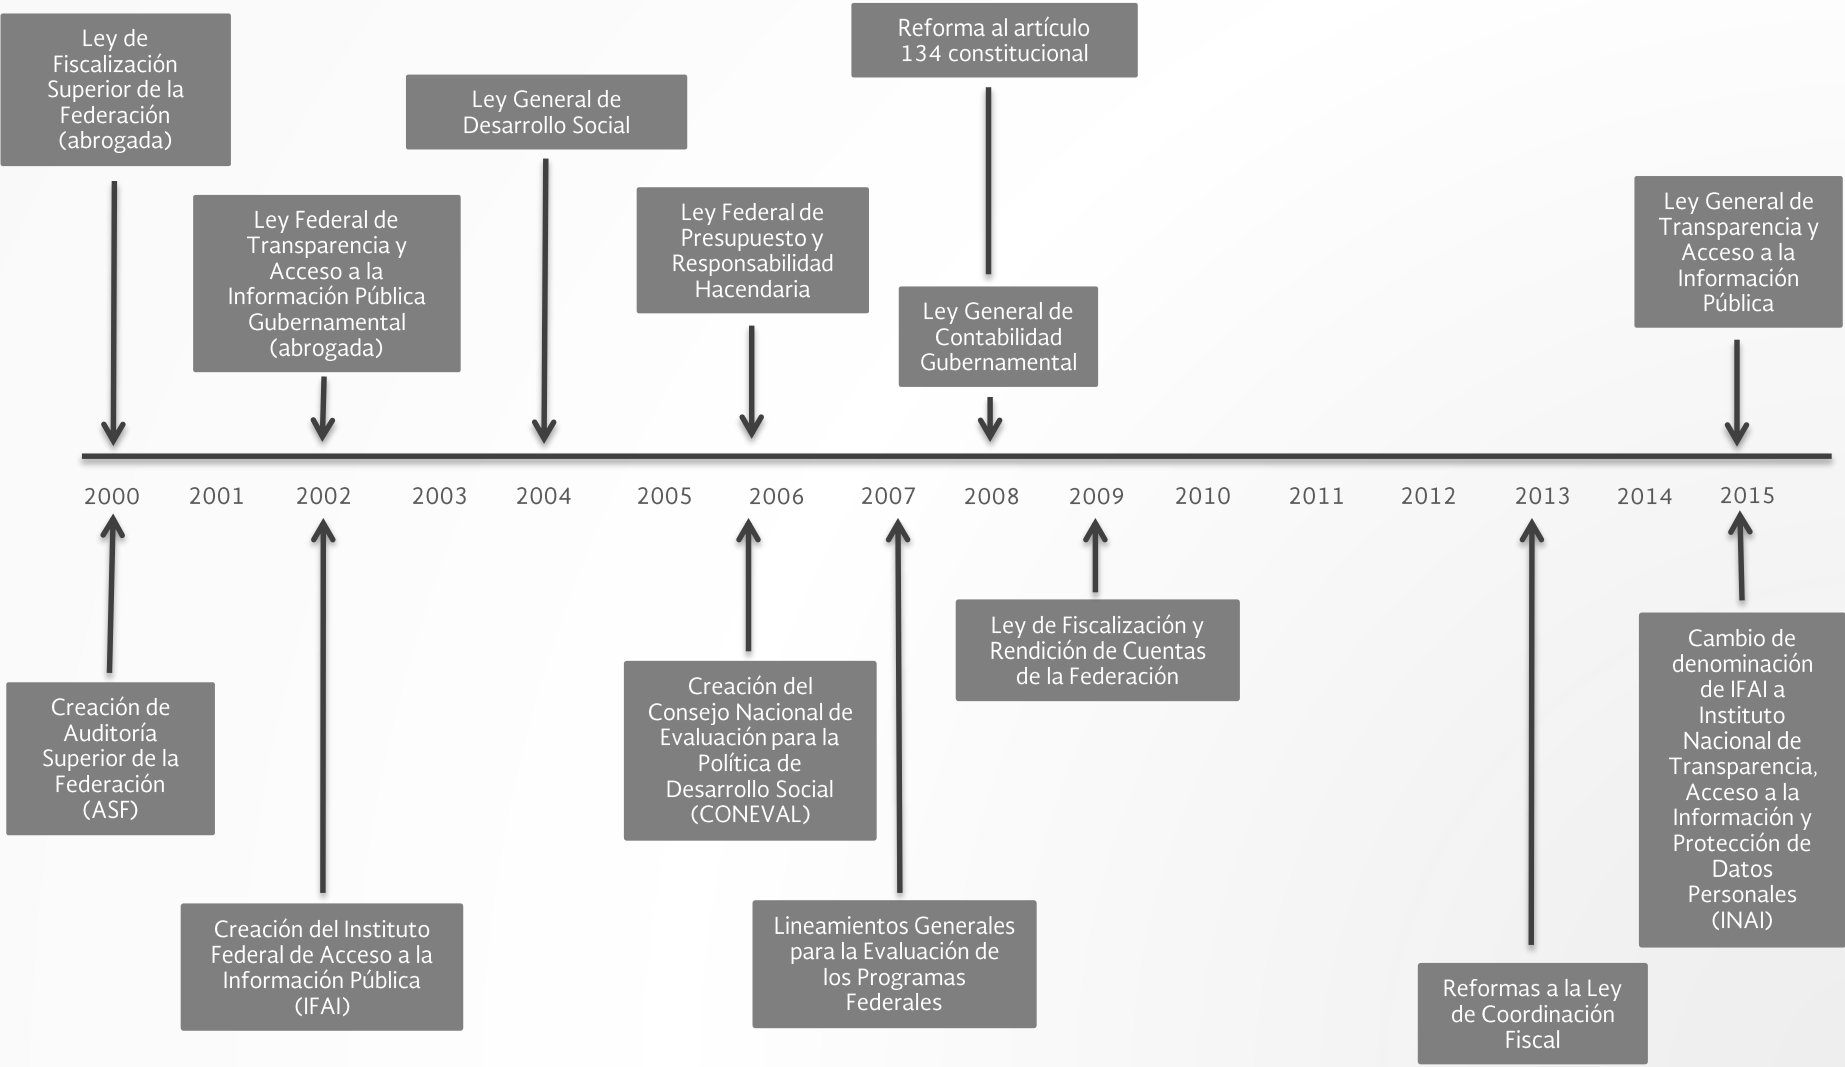 Ley de
Fiscalización
Superior de la
Federación
(abrogada)
Ley Federal de
Transparencia y
Acceso a la
Información Pública
Gubernamental
(abrogada)
Ley General de
Desarrollo Social
Ley Federal de
Presupuesto y
Responsabilidad
Hacendaria
Reforma al artículo
134 constitucional
Ley General de
Contabilidad
Gubernamental
Ley General de
Transparencia y
Acceso a la
Información
Pública
2000 2001 2002 2003 2004 2005 2006 2007 2008 2009 2010 2011 2012 2013 2014 2015
Creación de
Auditoría
Superior de la
Federación
(ASF)
Creación del Instituto
Federal de Acceso a la
Información Pública
(IFAI)
Creación del
Consejo Nacional de
Evaluación para la
Política de
Desarrollo Social
(CONEVAL)
Lineamientos Generales
para la Evaluación de
los Programas
Federales
Ley de Fiscalización y
Rendición de Cuentas
de la Federación
Reformas a la Ley
de Coordinación
Fiscal
Cambio de
denominación
de IFAI a
Instituto
Nacional de
Transparencia,
Acceso a la
Información y
Protección de
Datos
Personales
(INAI)